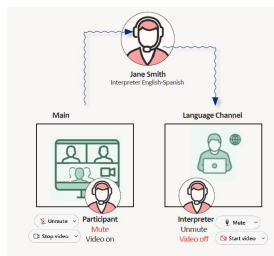 Jane Smith
Interpreter English-Spanish
Main
Language Channel
Unmute
Stop video
Participant
Mute
Video on
Interpreter
Unmute
Video off
Mute
Start video